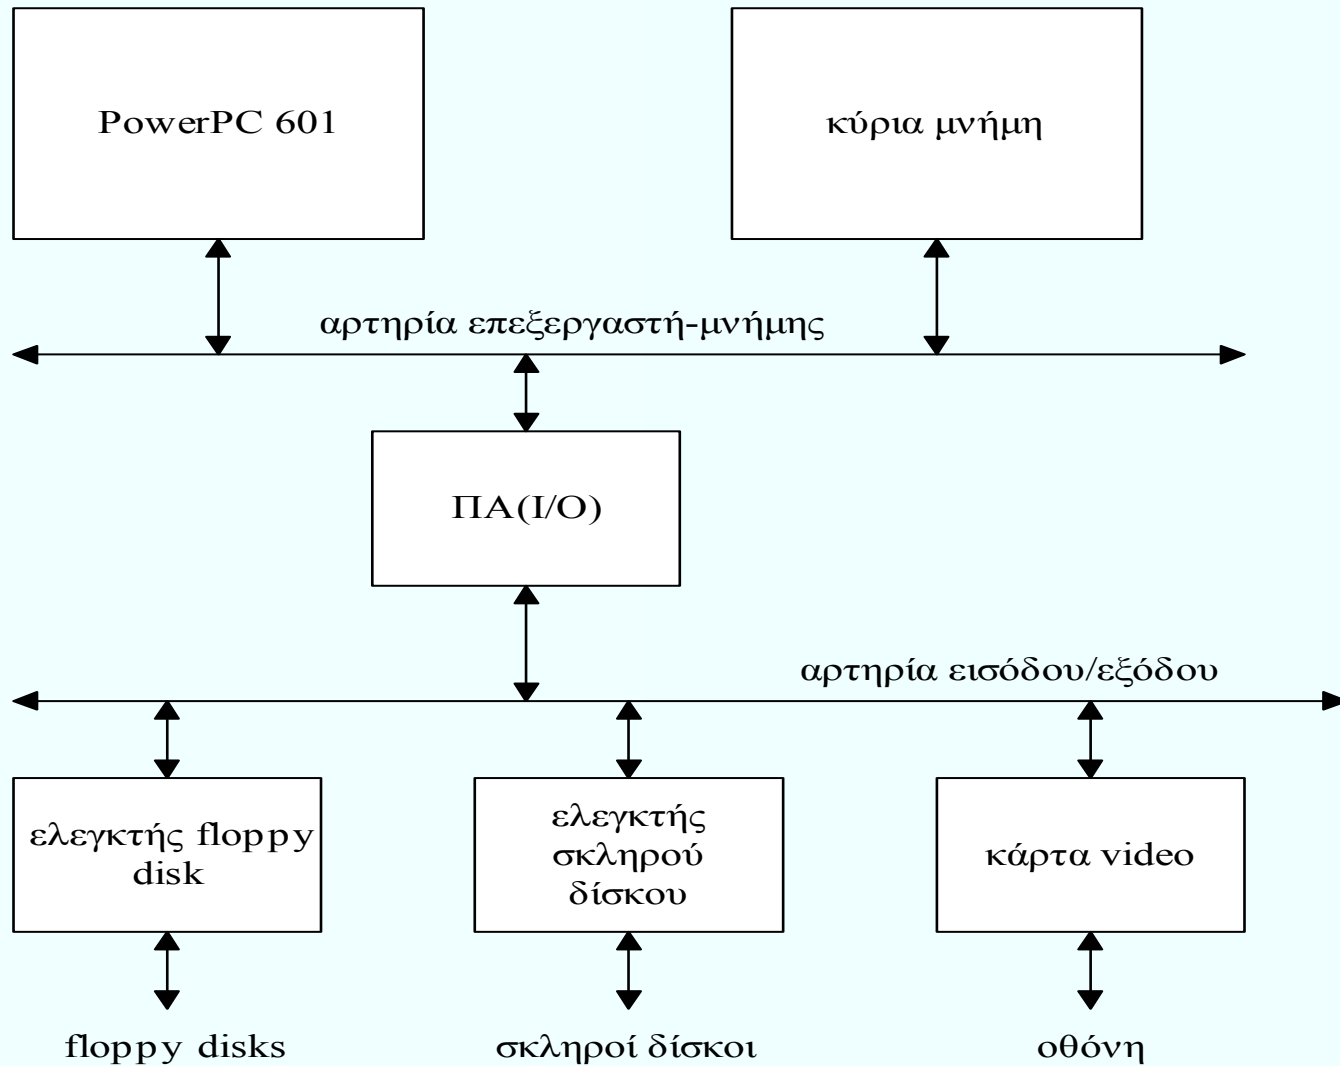 PowerPC 601
κύρια μνήμη
αρτηρία επεξεργαστή-μνήμης
ΠΑ(Ι/Ο)
αρτηρία εισόδου/εξόδου
ελεγκτής floppy
disk
ελεγκτής
σκληρού
δίσκου
κάρτα video
floppy disks
σκληροί δίσκοι
οθόνη